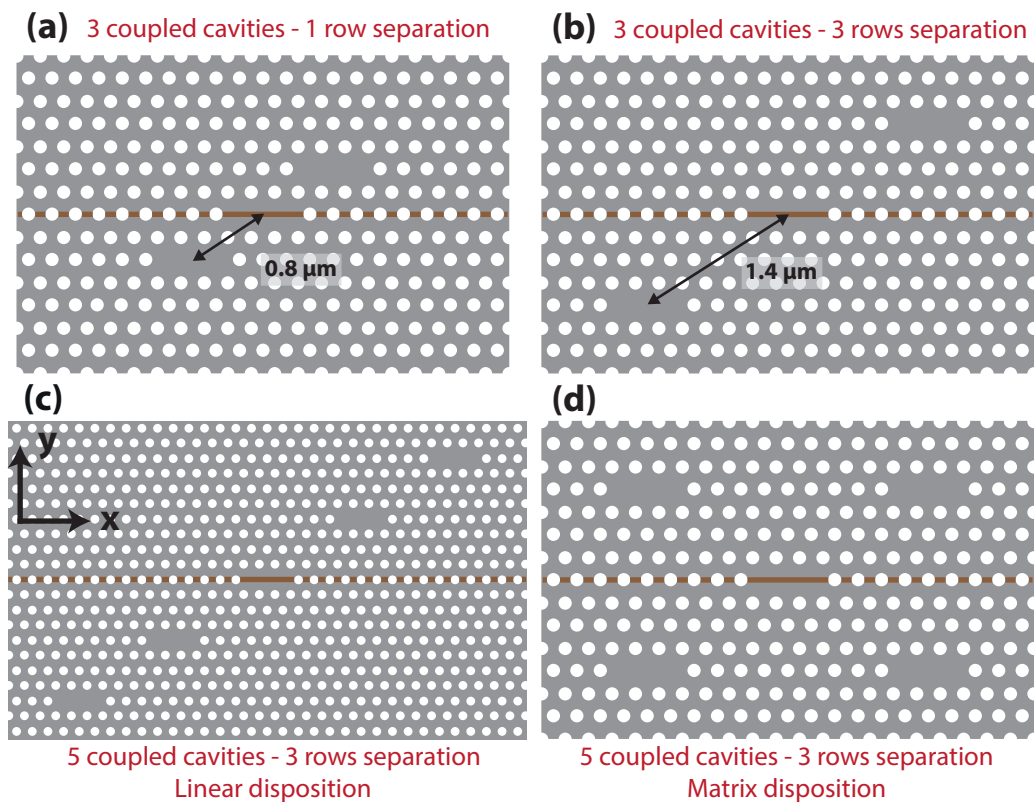 (a) 3 coupled cavities - 1 row separation
0.8 µm
(b) 3 coupled cavities - 3 rows separation
1.4 µm
(c)
y
x
5 coupled cavities - 3 rows separation
Linear disposition
(d)
5 coupled cavities - 3 rows separation
Matrix disposition